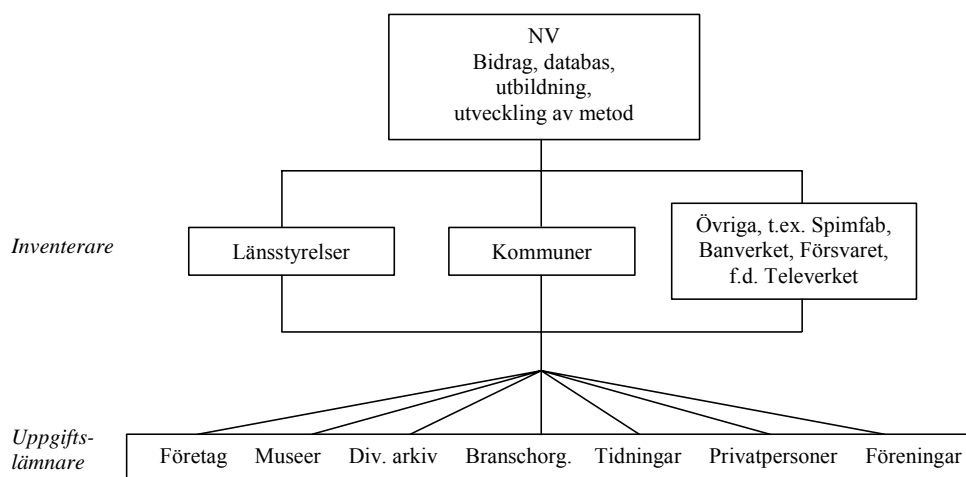 NV
Bidrag, databas,
utbildning,
utveckling av metod
Inventerare
Länsstyrelser
Kommuner
Övriga, t.ex. Spimfab,
Banverket, Försvaret,
f.d. Televerket
Uppgifts-
lämnare
Företag Museer Div. arkiv Branschorg. Tidningar Privatpersoner Föreningar